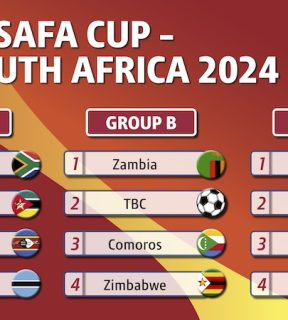 SAFA CUP –
UTH AFRICA 2024
GROUP B
1 Zambia 1
2 TBC 2
3 Comoros 3
4 Zimbabwe 4